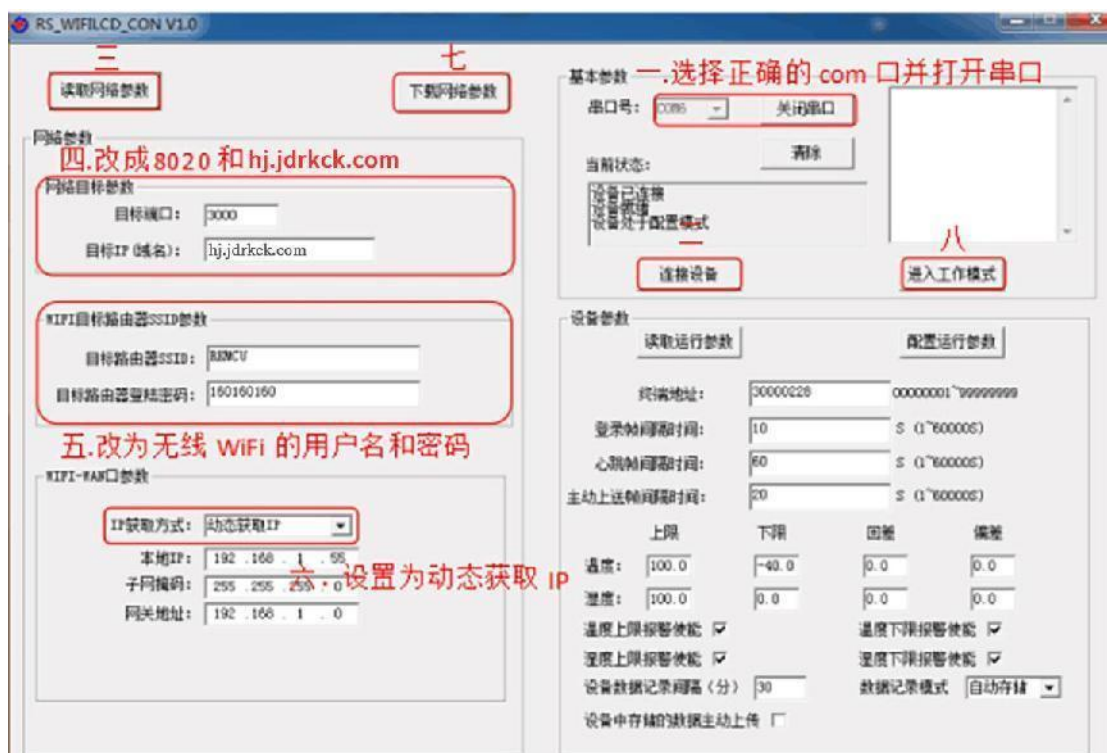 RS_WIFILCD_CON V1.0
三
七
读取网络参数
下载网络参数
基本参数
一.选择正确的 com 口并打开串口
串口号:
COM6
关闭串口
清除
当前状态:
设备已连接
设备就绪
设备处于配置模式
二
连接设备
八
进入工作模式
网络参数
四.改成8020 和 hj.jdrkck.com
网络目标参数
目标端口: 3000
目标IP(域名): hj.jdrkck.com
WIFI目标路由器SSID参数
目标路由器SSID: RENCU
目标路由器登陆密码: 160160160
五.改为无线 WiFi 的用户名和密码
WIFI-WAN口参数
IP获取方式: 动态获取IP
本地IP: 192 .168 . 1 . 55
子网掩码: 255 .255 .255 . 0
网关地址: 192 .168 . 1 . 0
六. 设置为动态获取 IP
设备参数
读取运行参数
配置运行参数
终端地址: 30000228 00000001~99999999
登录帧间隔时间: 10 S (1~60000S)
心跳帧间隔时间: 60 S (1~60000S)
主动上送帧间隔时间: 20 S (1~60000S)
上限 下限 回差 偏差
温度: 100.0 -40.0 0.0 0.0
湿度: 100.0 0.0 0.0 0.0
温度上限报警使能 温度下限报警使能
湿度上限报警使能 湿度下限报警使能
设备数据记录间隔(分) 30 数据记录模式 自动存储
设备中存储的数据主动上传